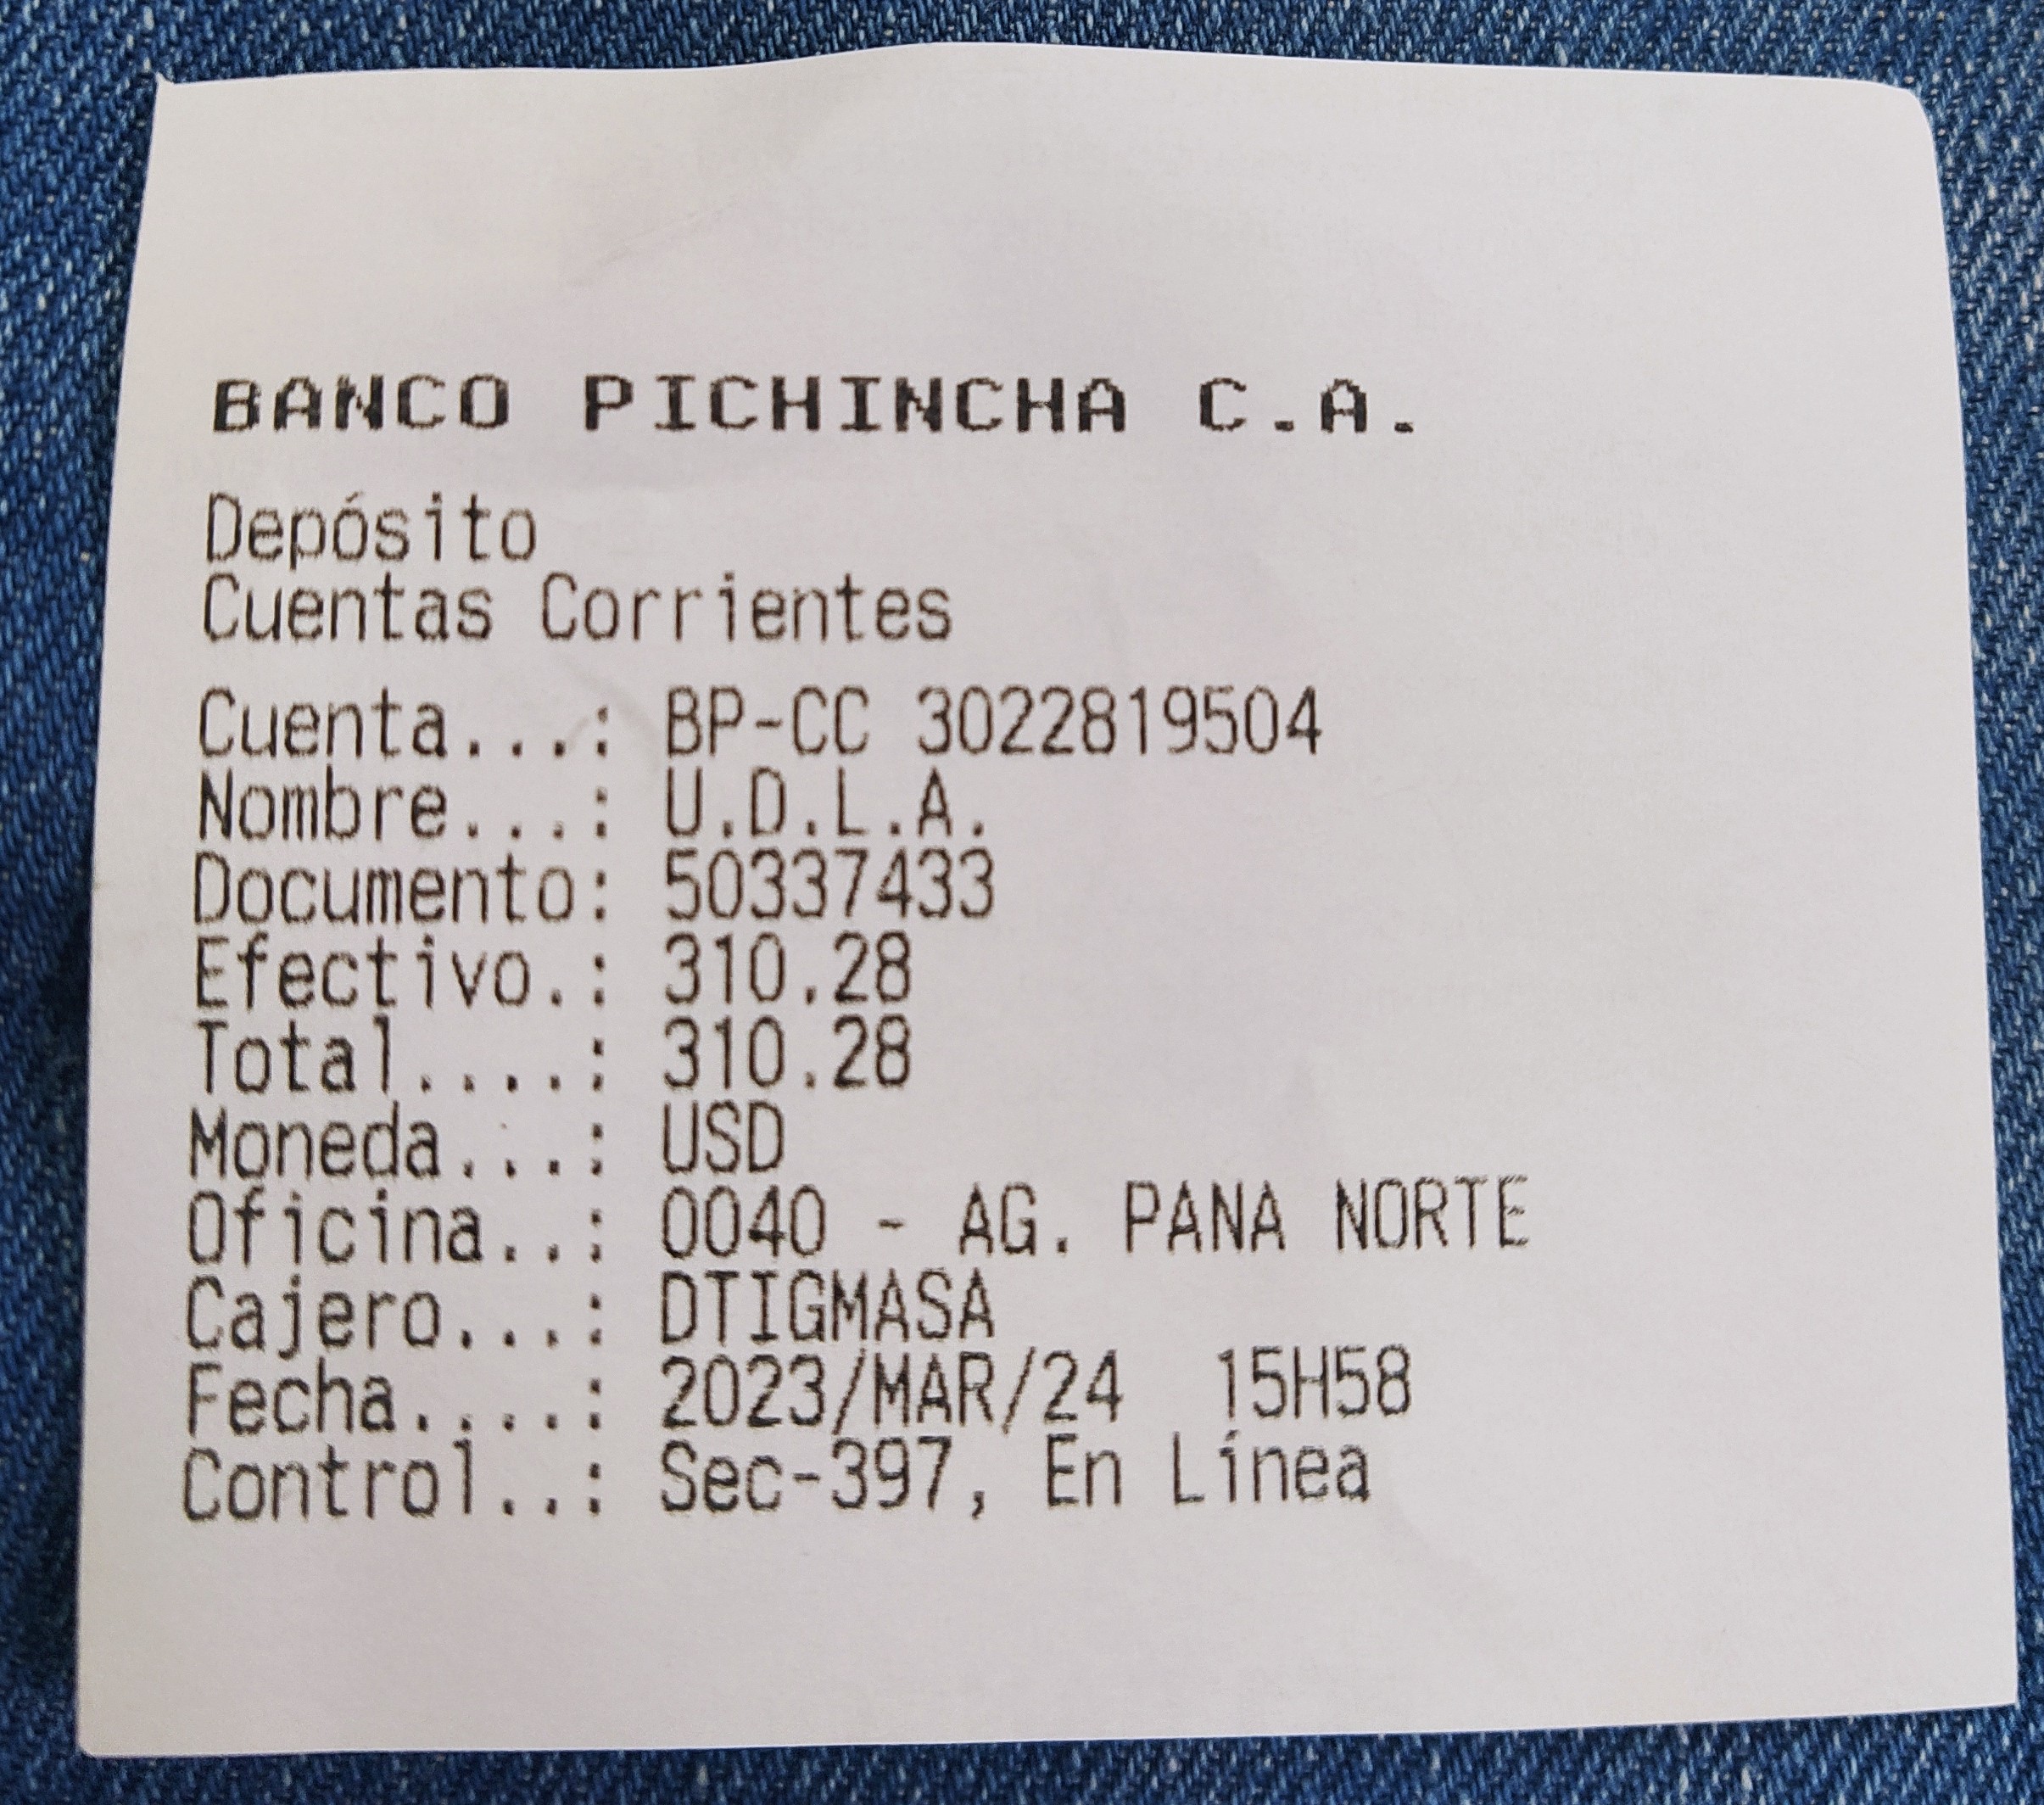 BANCO PICHINCHA C.A.
Depósito
Cuentas Corrientes
Cuenta...: BP-CC 3022819504
Nombre...: U.D.L.A.
Documento: 50337433
Efectivo.: 310.28
Total....: 310.28
Moneda...: USD
Oficina..: 0040 - AG. PANA NORTE
Cajero...: DTIGMASA
Fecha....: 2023/MAR/24  15H58
Control..: Sec-397, En Línea